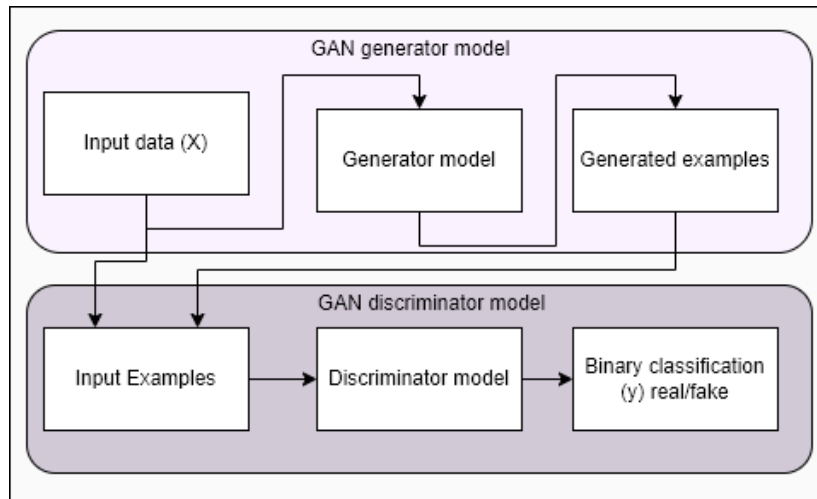 GAN generator model
Input data (X)
Generator model
Generated examples
GAN discriminator model
Input Examples
Discriminator model
Binary classification
(y) real/fake